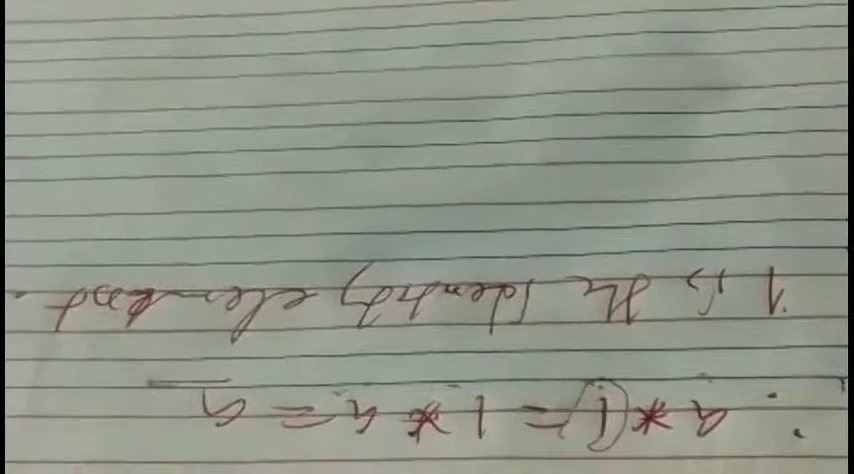 ∴ a * 1 = 1 * a = a
1 is the Identity element.